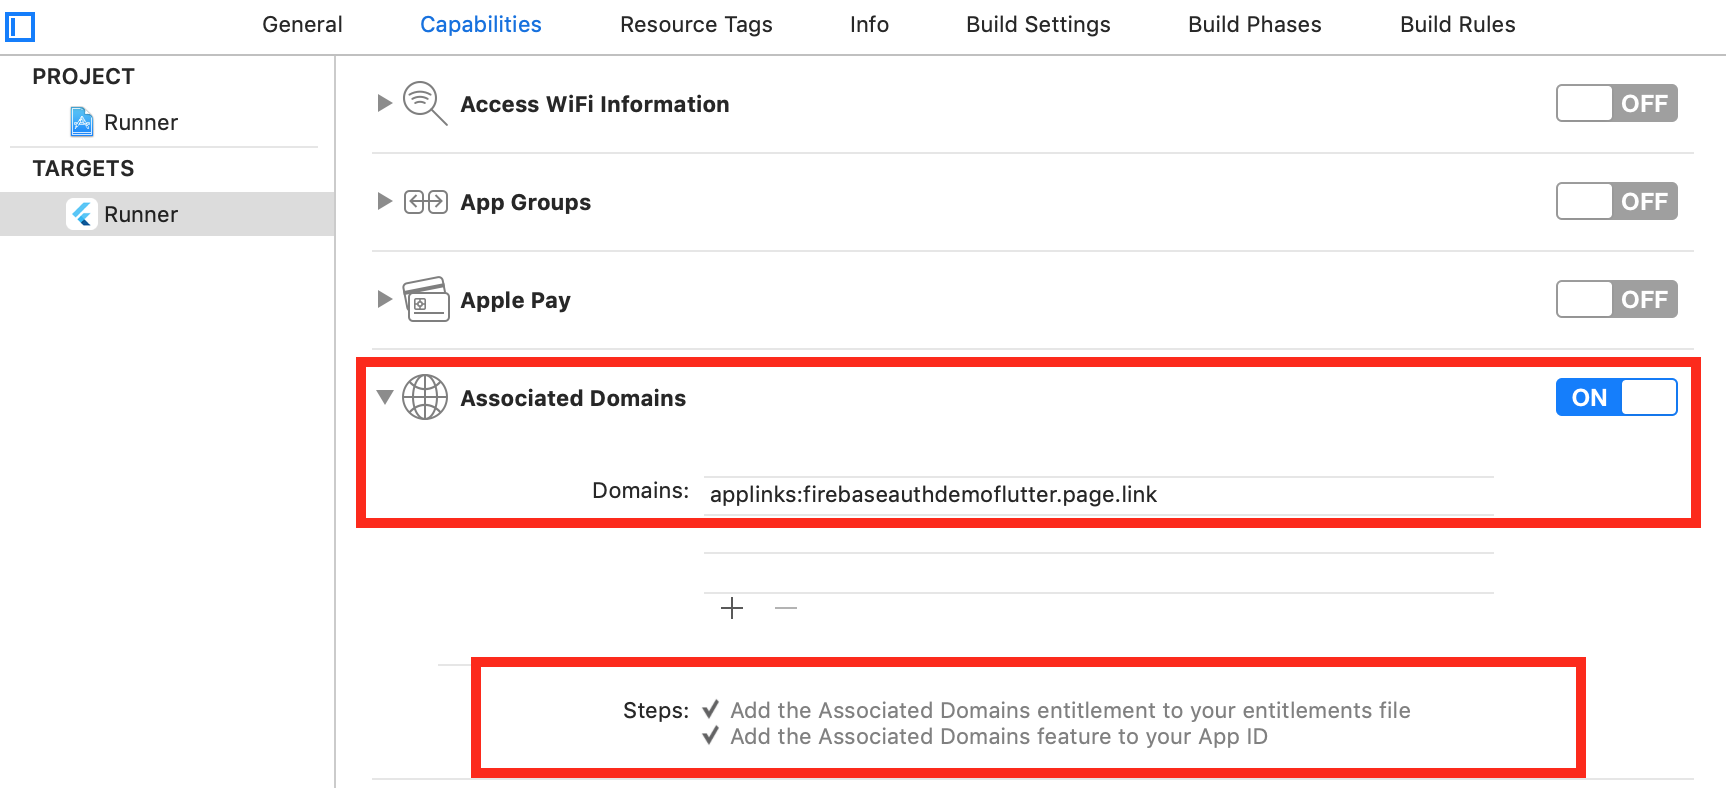 General Capabilities Resource Tags Info Build Settings Build Phases Build Rules
PROJECT
Runner
TARGETS
Runner
Access WiFi Information OFF
App Groups OFF
Apple Pay OFF
Associated Domains ON
Domains: applinks:firebaseauthdemoflutter.page.link
Steps: ✓ Add the Associated Domains entitlement to your entitlements file
✓ Add the Associated Domains feature to your App ID